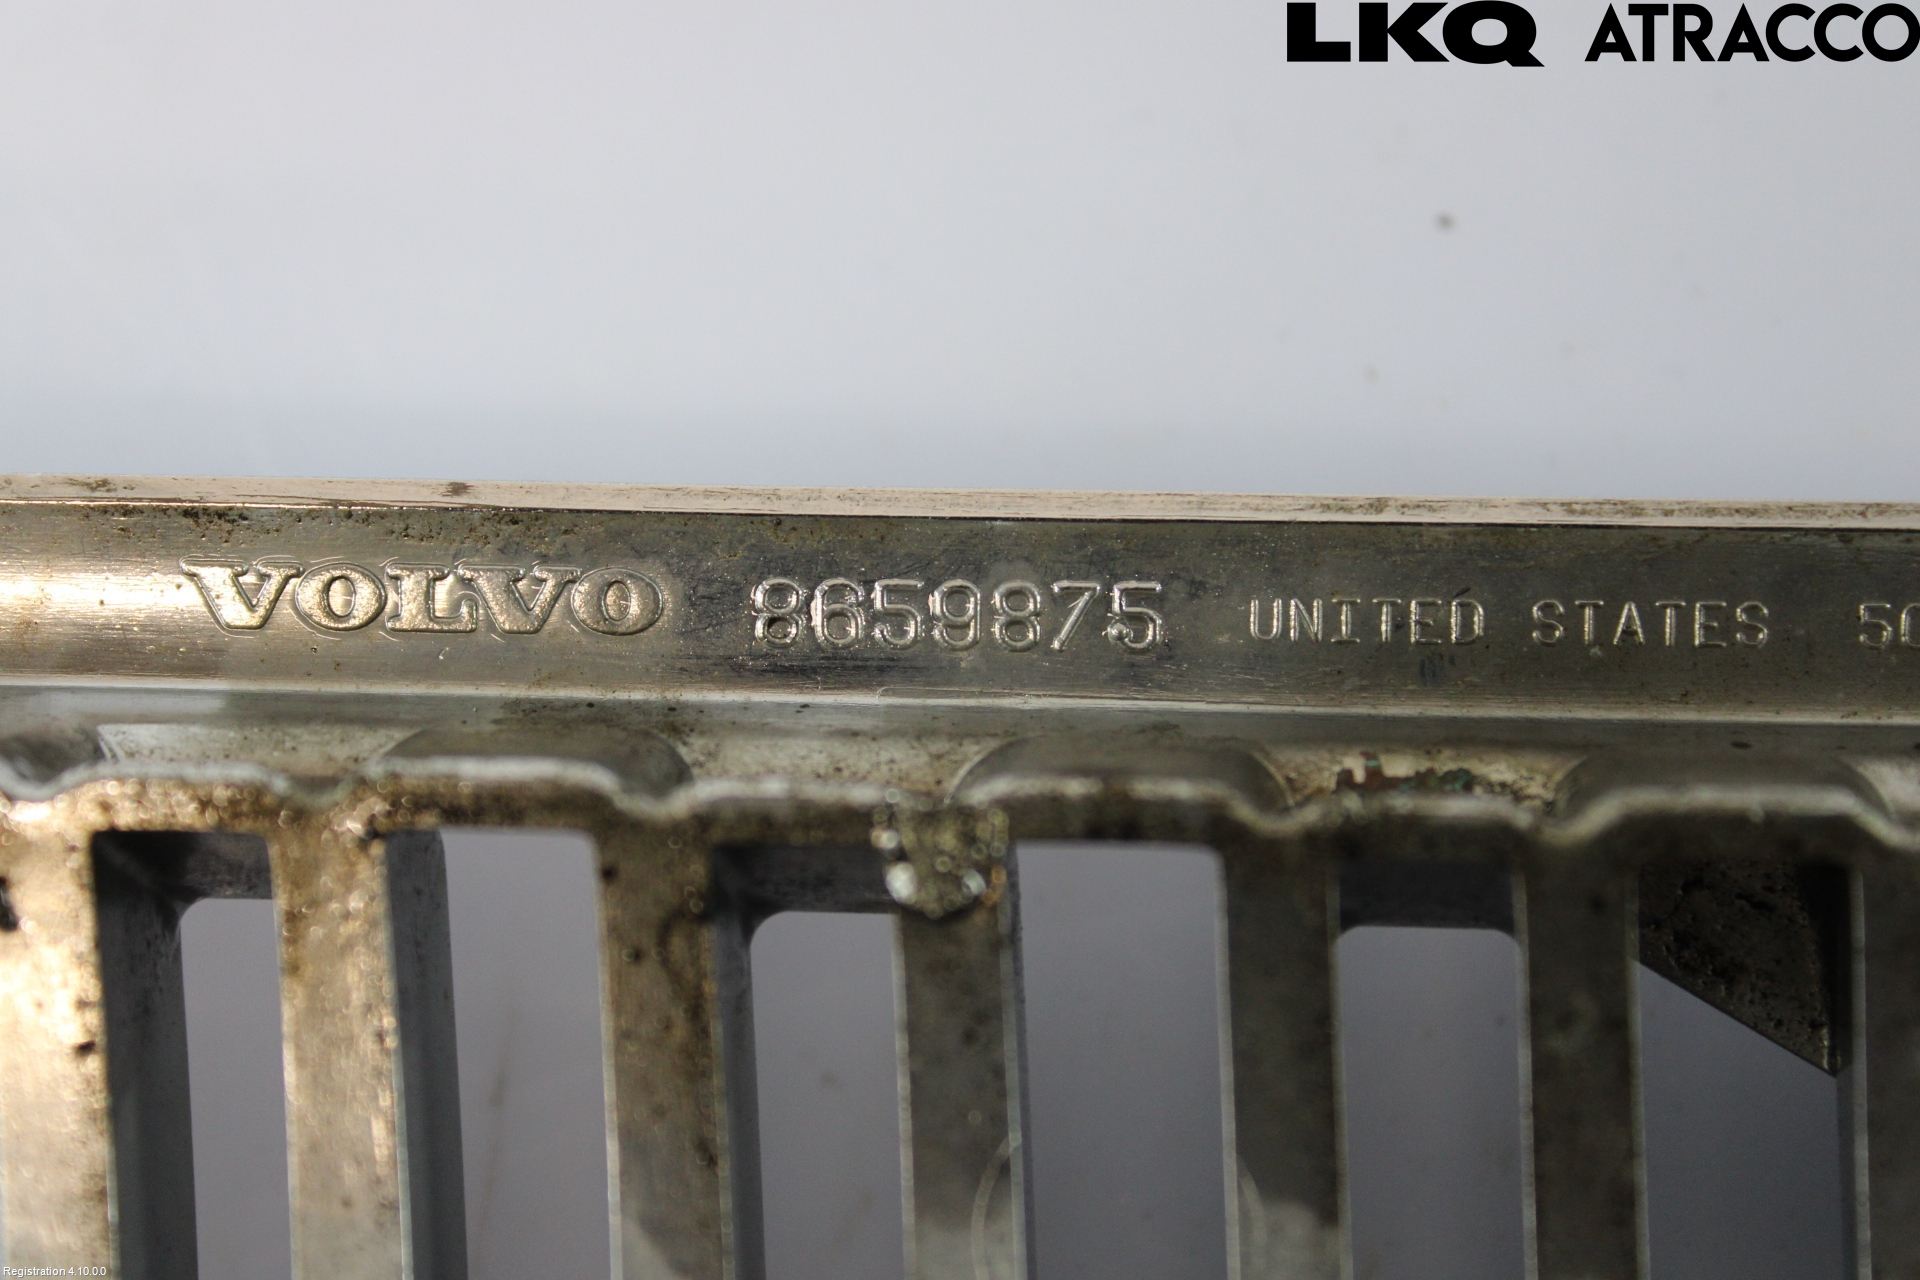 LKQ ATRACCO
VOLVO 8659875 UNITED STATES
Registration 4.10.0.0